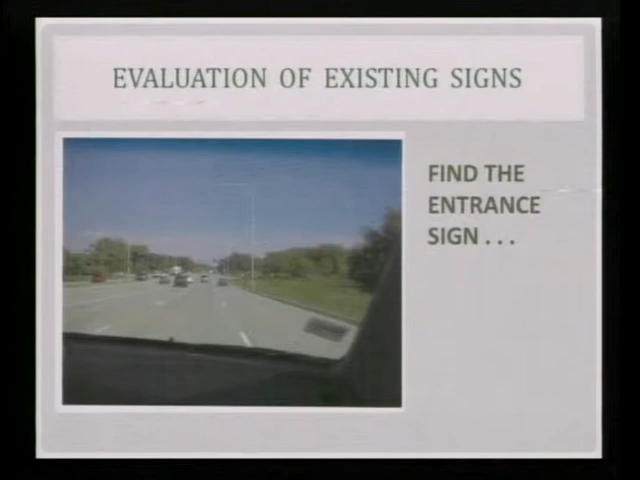 EVALUATION OF EXISTING SIGNS
FIND THE
ENTRANCE
SIGN . . .